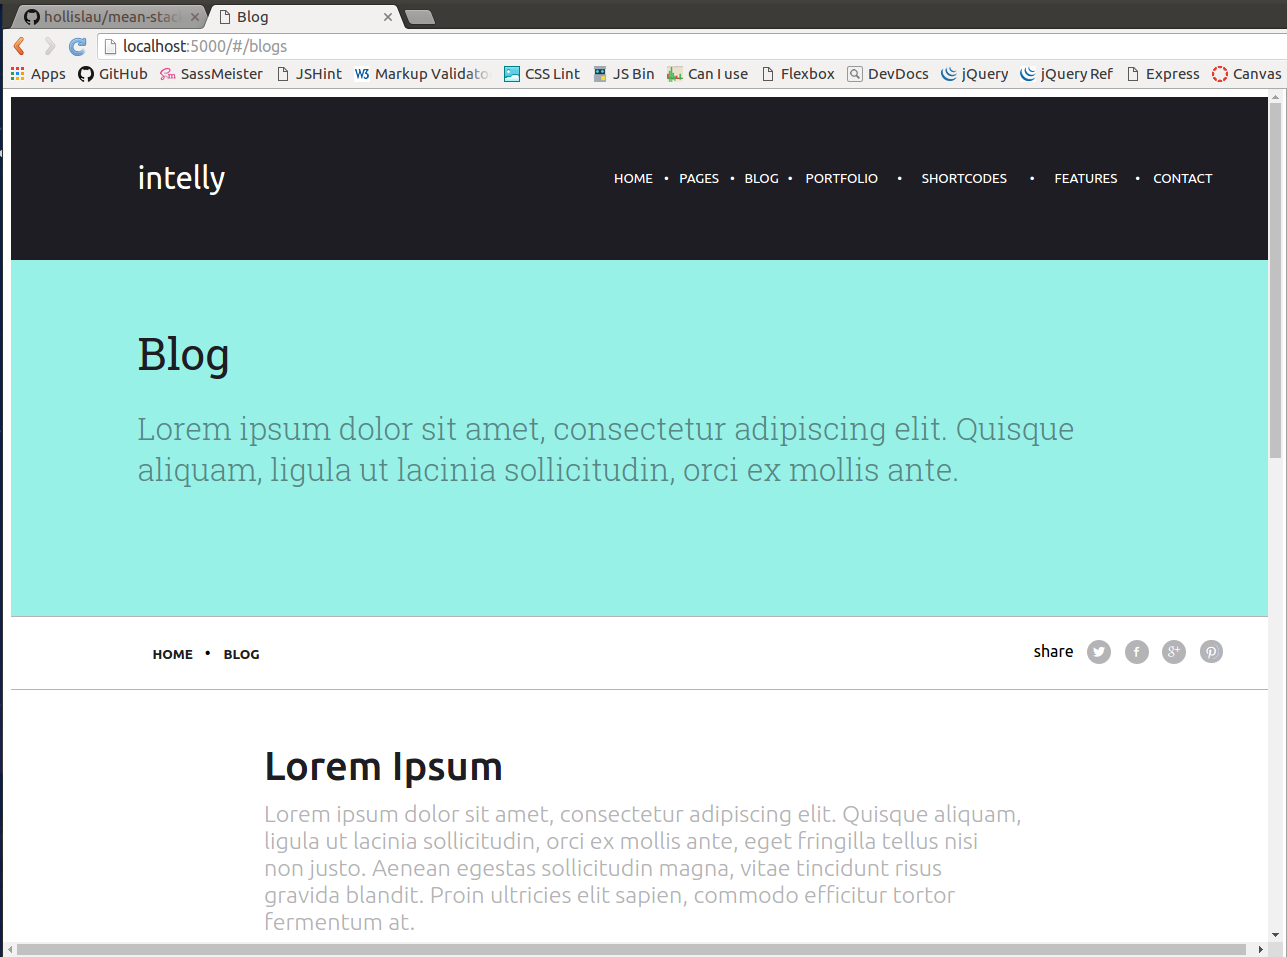 hollislau/mean-stac
Blog
localhost:5000/#/blogs
Apps GitHub SassMeister JSHint Markup Validato CSS Lint JS Bin Can I use Flexbox DevDocs jQuery jQuery Ref Express Canvas
intelly
HOME • PAGES • BLOG • PORTFOLIO • SHORTCODES • FEATURES • CONTACT
Blog
Lorem ipsum dolor sit amet, consectetur adipiscing elit. Quisque
aliquam, ligula ut lacinia sollicitudin, orci ex mollis ante.
HOME • BLOG
share
Lorem Ipsum
Lorem ipsum dolor sit amet, consectetur adipiscing elit. Quisque aliquam,
ligula ut lacinia sollicitudin, orci ex mollis ante, eget fringilla tellus nisi
non justo. Aenean egestas sollicitudin magna, vitae tincidunt risus
gravida blandit. Proin ultricies elit sapien, commodo efficitur tortor
fermentum at.